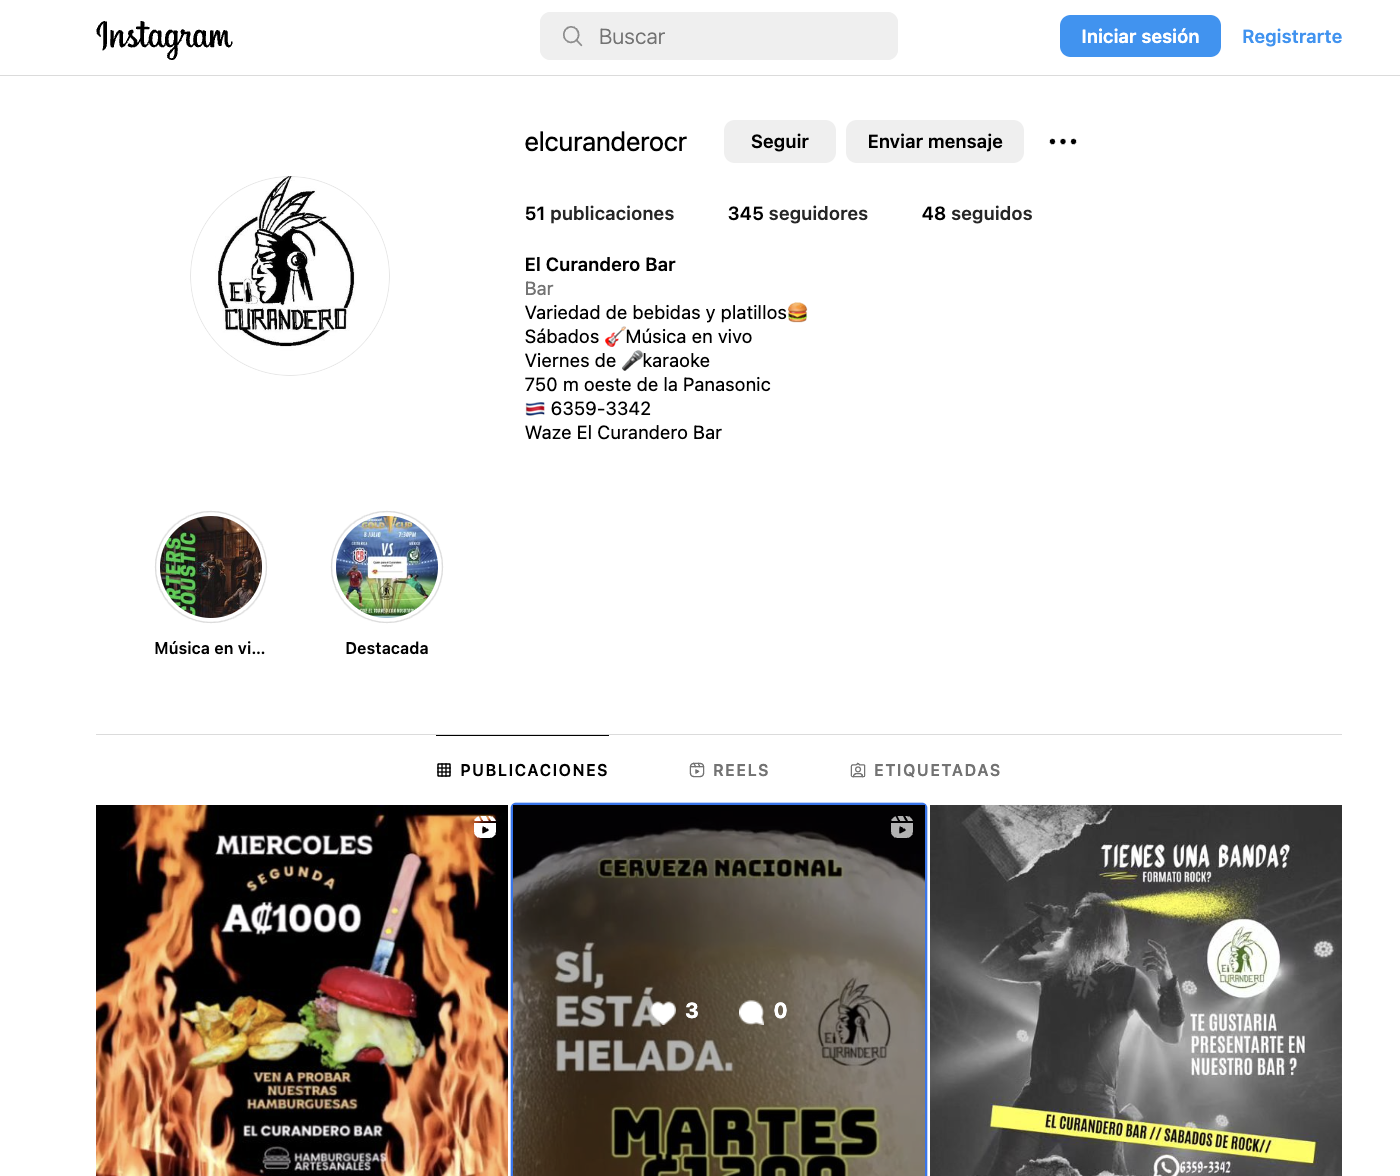 Instagram
Buscar
Iniciar sesión
Registrarte
elcuranderocr
Seguir
Enviar mensaje
51 publicaciones
345 seguidores
48 seguidos
EL
CURANDERO
El Curandero Bar
Bar
Variedad de bebidas y platillos🍔
Sábados 🎸Música en vivo
Viernes de 🎤karaoke
750 m oeste de la Panasonic
🇨🇷 6359-3342
Waze El Curandero Bar
VS
Música en vi...
Destacada
PUBLICACIONES
REELS
ETIQUETADAS
MIERCOLES
SEGUNDA
A₡1000
VEN A PROBAR
NUESTRAS
HAMBURGUESAS
EL CURANDERO BAR
HAMBURGUESAS
ARTESANALES
CERVEZA NACIONAL
SÍ,
ESTÁ
HELADA.
3
0
EL
CURANDERO
MARTES
₡1200
TIENES UNA BANDA?
FORMATO ROCK?
EL
CURANDERO
TE GUSTARIA
PRESENTARTE EN
NUESTRO BAR ?
EL CURANDERO BAR // SABADOS DE ROCK//
6359-3342